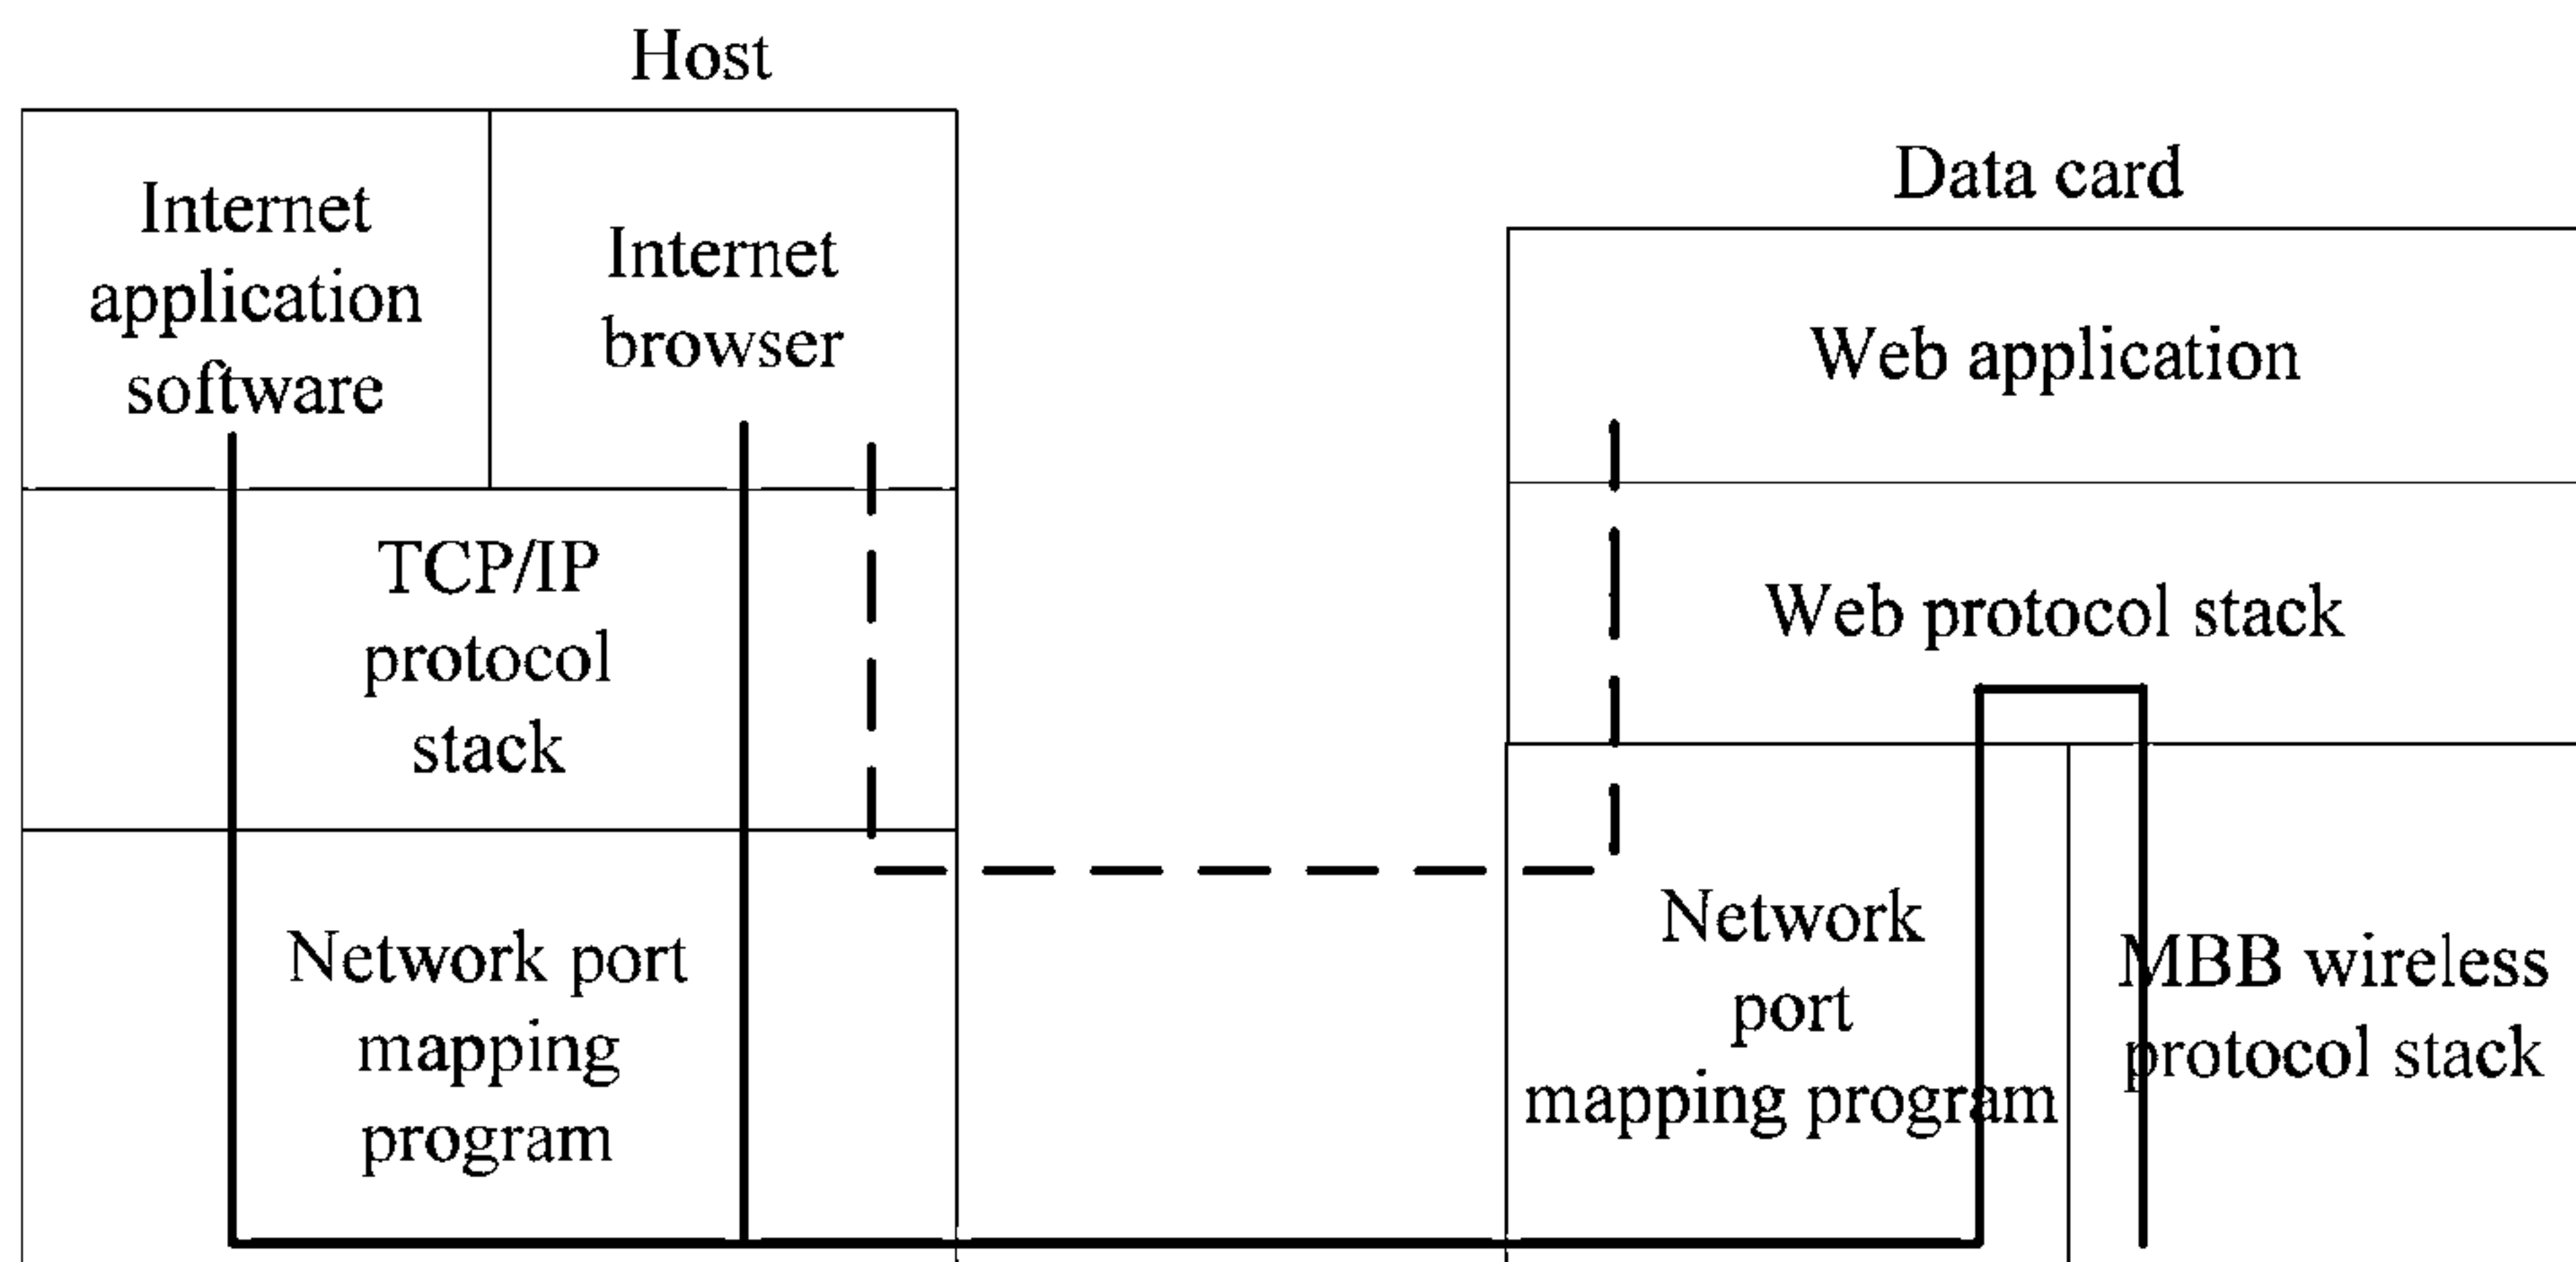 Host
Internet
application
software
Internet
browser
TCP/IP
protocol
stack
Network port
mapping
program
Data card
Web application
Web protocol stack
Network
port
mapping program
MBB wireless
protocol stack